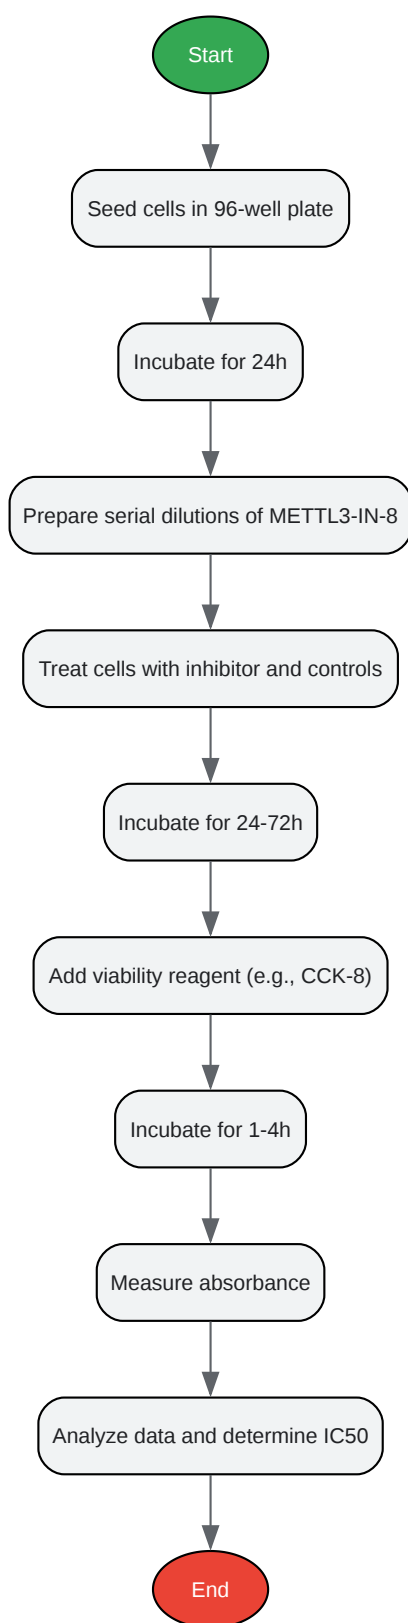 Start
Seed cells in 96-well plate
Incubate for 24h
Prepare serial dilutions of METTL3-IN-8
Treat cells with inhibitor and controls
Incubate for 24-72h
Add viability reagent (e.g., CCK-8)
Incubate for 1-4h
Measure absorbance
Analyze data and determine IC50
End